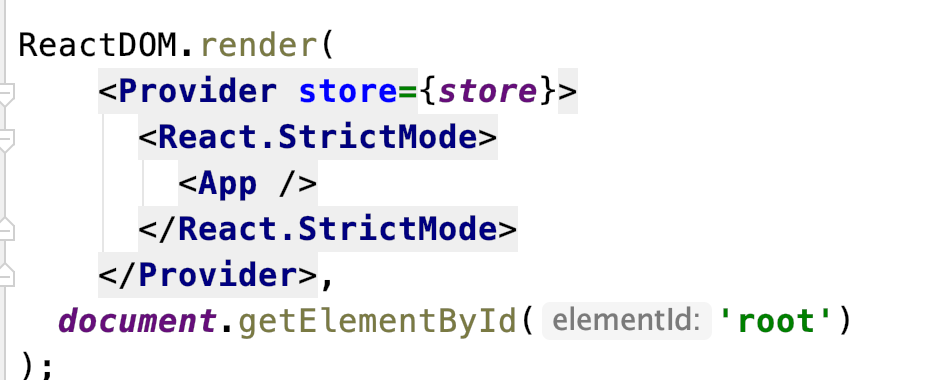 ReactDOM.render(
<Provider store={store}>
<React.StrictMode>
<App />
</React.StrictMode>
</Provider>,
document.getElementById( elementId: 'root')
);